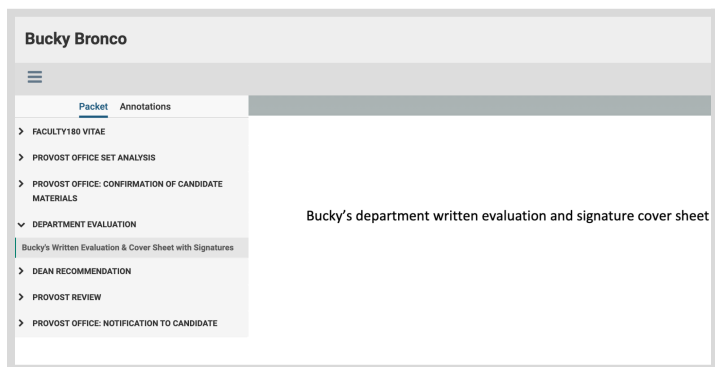 Bucky Bronco
Packet Annotations
FACULTY180 VITAE
PROVOST OFFICE SET ANALYSIS
PROVOST OFFICE: CONFIRMATION OF CANDIDATE
MATERIALS
DEPARTMENT EVALUATION
Bucky's Written Evaluation & Cover Sheet with Signatures
DEAN RECOMMENDATION
PROVOST REVIEW
PROVOST OFFICE: NOTIFICATION TO CANDIDATE
Bucky’s department written evaluation and signature cover sheet